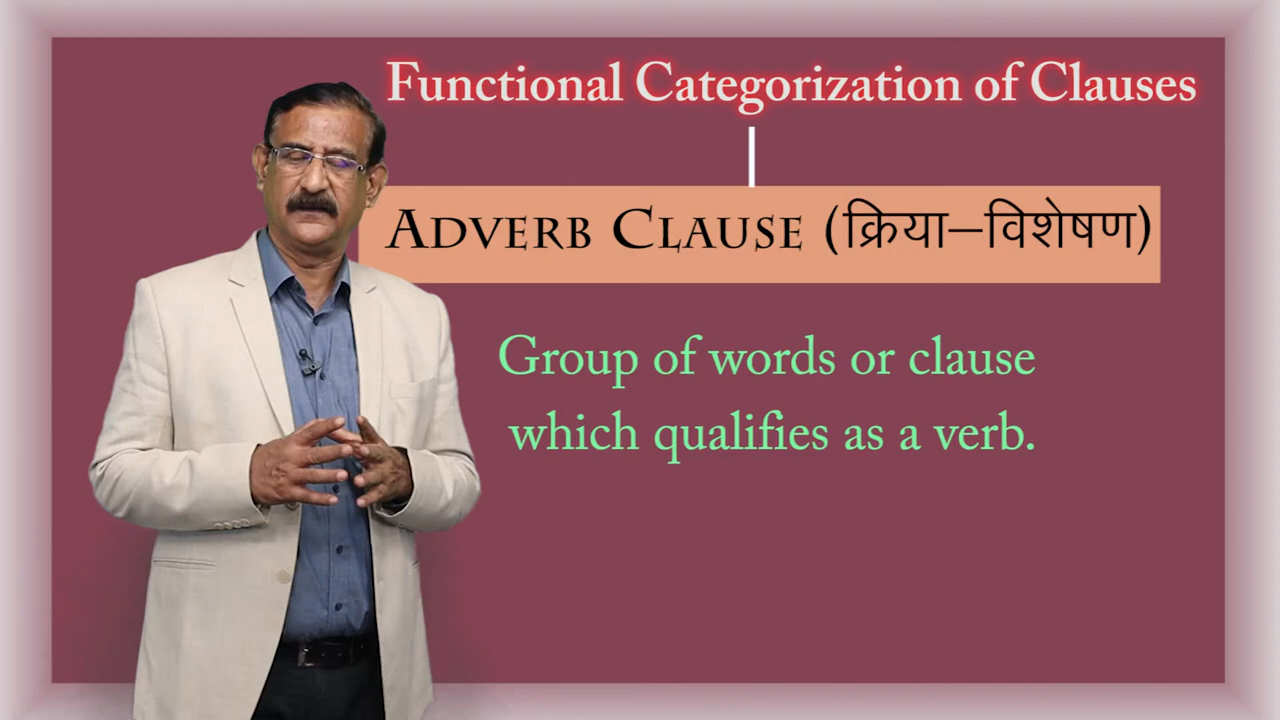 Functional Categorization of Clauses
Adverb Clause (क्रिया–विशेषण)
Group of words or clause
which qualifies as a verb.